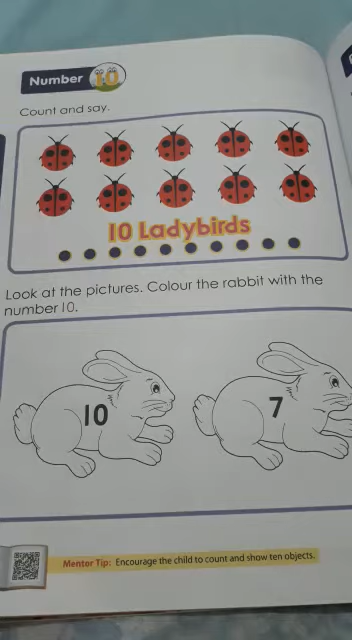 Number 10
Count and say.
10 Ladybirds
Look at the pictures. Colour the rabbit with the
number 10.
10
7
Mentor Tip: Encourage the child to count and show ten objects.